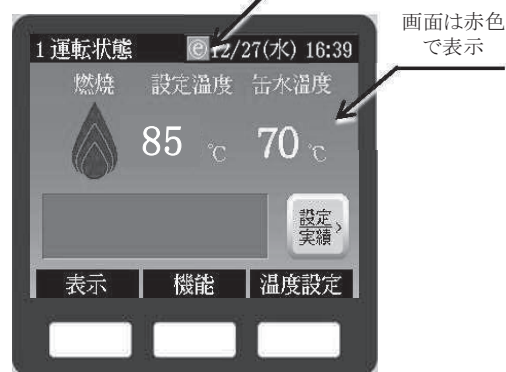 画面は赤色
で表示
1 運転状態 e 12/27(水) 16:39
燃焼 設定温度 缶水温度
85 ℃ 70 ℃
設定
実績 >
表示 機能 温度設定